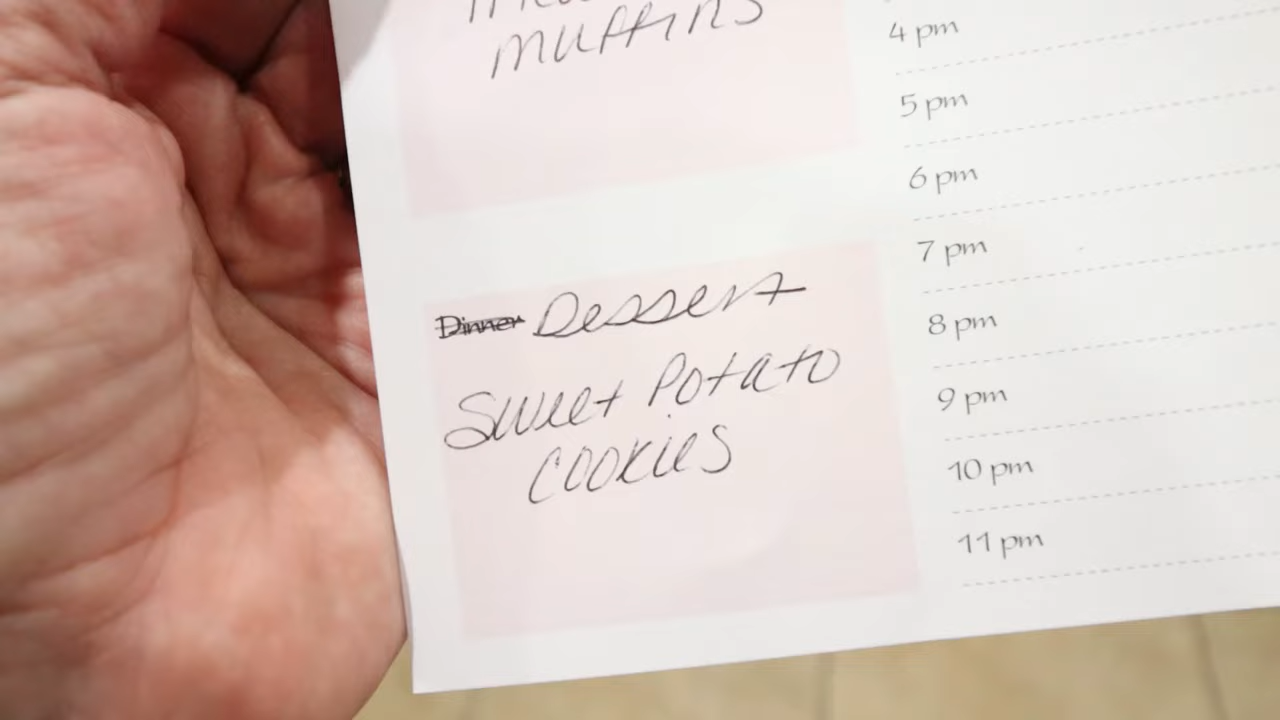 muffins
Dinner Dessert
Sweet Potato
cookies
4 pm
5 pm
6 pm
7 pm
8 pm
9 pm
10 pm
11 pm